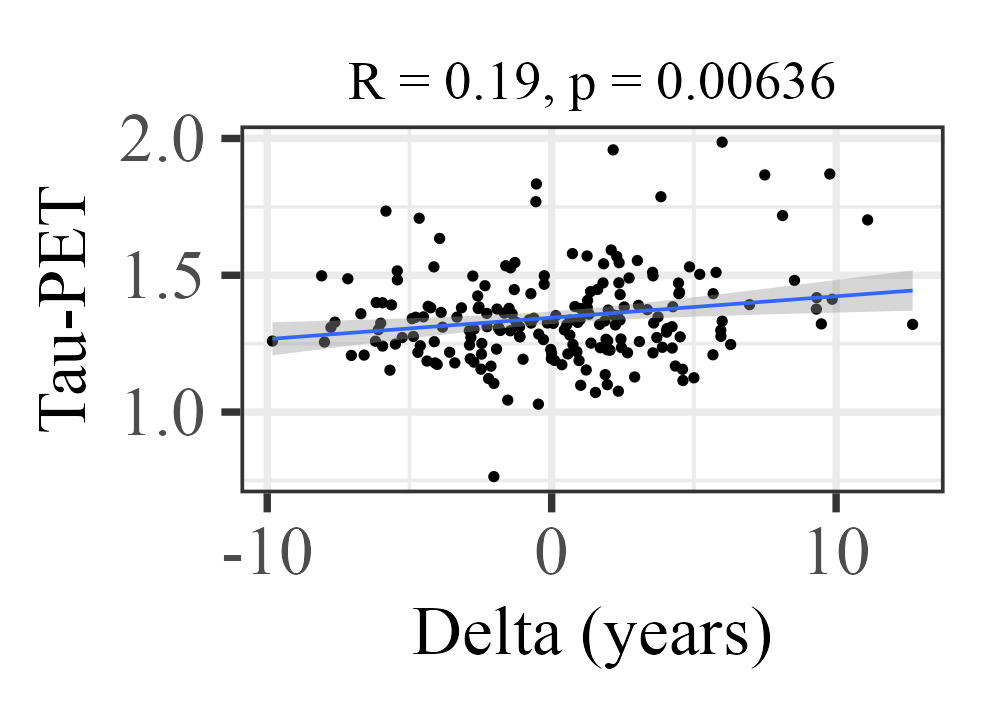 R = 0.19, p = 0.00636
2.0
1.5
1.0
Tau-PET
-10 0 10
Delta (years)